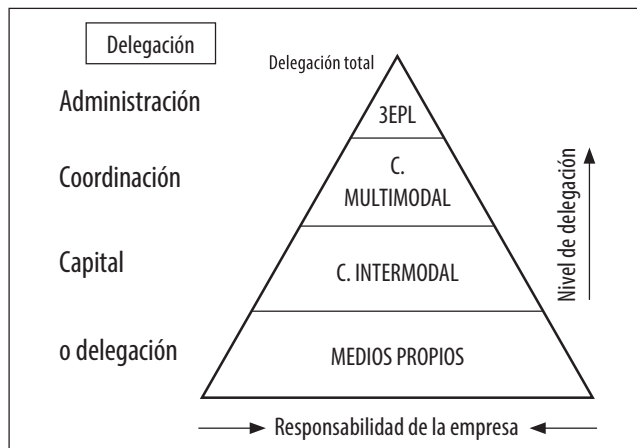 Delegación
Delegación total
Administración
3EPL
Coordinación
C.
MULTIMODAL
Capital
C. INTERMODAL
o delegación
MEDIOS PROPIOS
Nivel de delegación
Responsabilidad de la empresa